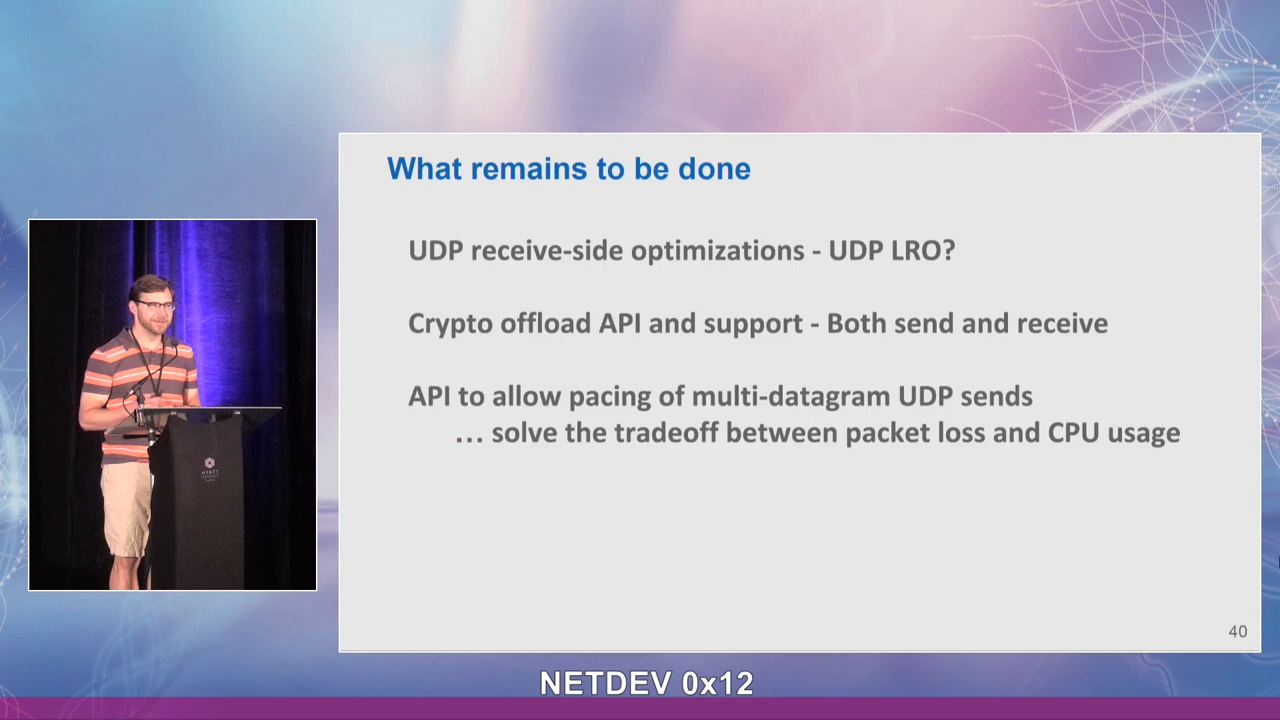 What remains to be done
UDP receive-side optimizations - UDP LRO?
Crypto offload API and support - Both send and receive
API to allow pacing of multi-datagram UDP sends
… solve the tradeoff between packet loss and CPU usage
40
HYATT
NETDEV 0x12